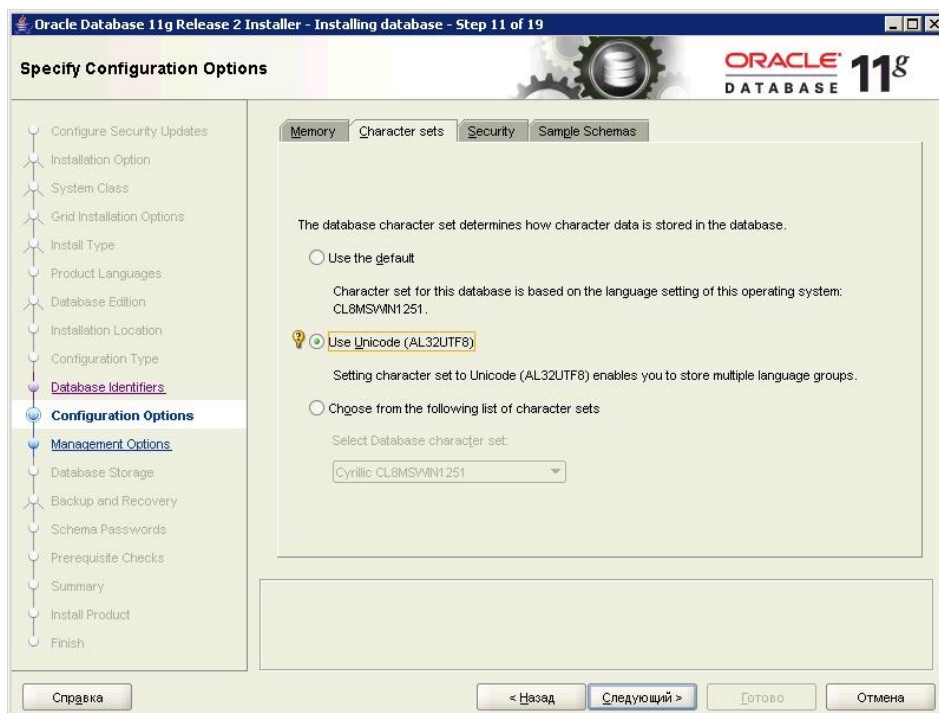 Oracle Database 11g Release 2 Installer - Installing database - Step 11 of 19
Specify Configuration Options
ORACLE
DATABASE
11g
Configure Security Updates
Installation Option
System Class
Grid Installation Options
Install Type
Product Languages
Database Edition
Installation Location
Configuration Type
Database Identifiers
Configuration Options
Management Options
Database Storage
Backup and Recovery
Schema Passwords
Prerequisite Checks
Summary
Install Product
Finish
Memory Character sets Security Sample Schemas
The database character set determines how character data is stored in the database.
Use the default
Character set for this database is based on the language setting of this operating system:
CL8MSWIN1251.
Use Unicode (AL32UTF8)
Setting character set to Unicode (AL32UTF8) enables you to store multiple language groups.
Choose from the following list of character sets
Select Database character set:
Cyrillic CL8MSWIN1251
Справка < Назад Следующий > Готово Отмена